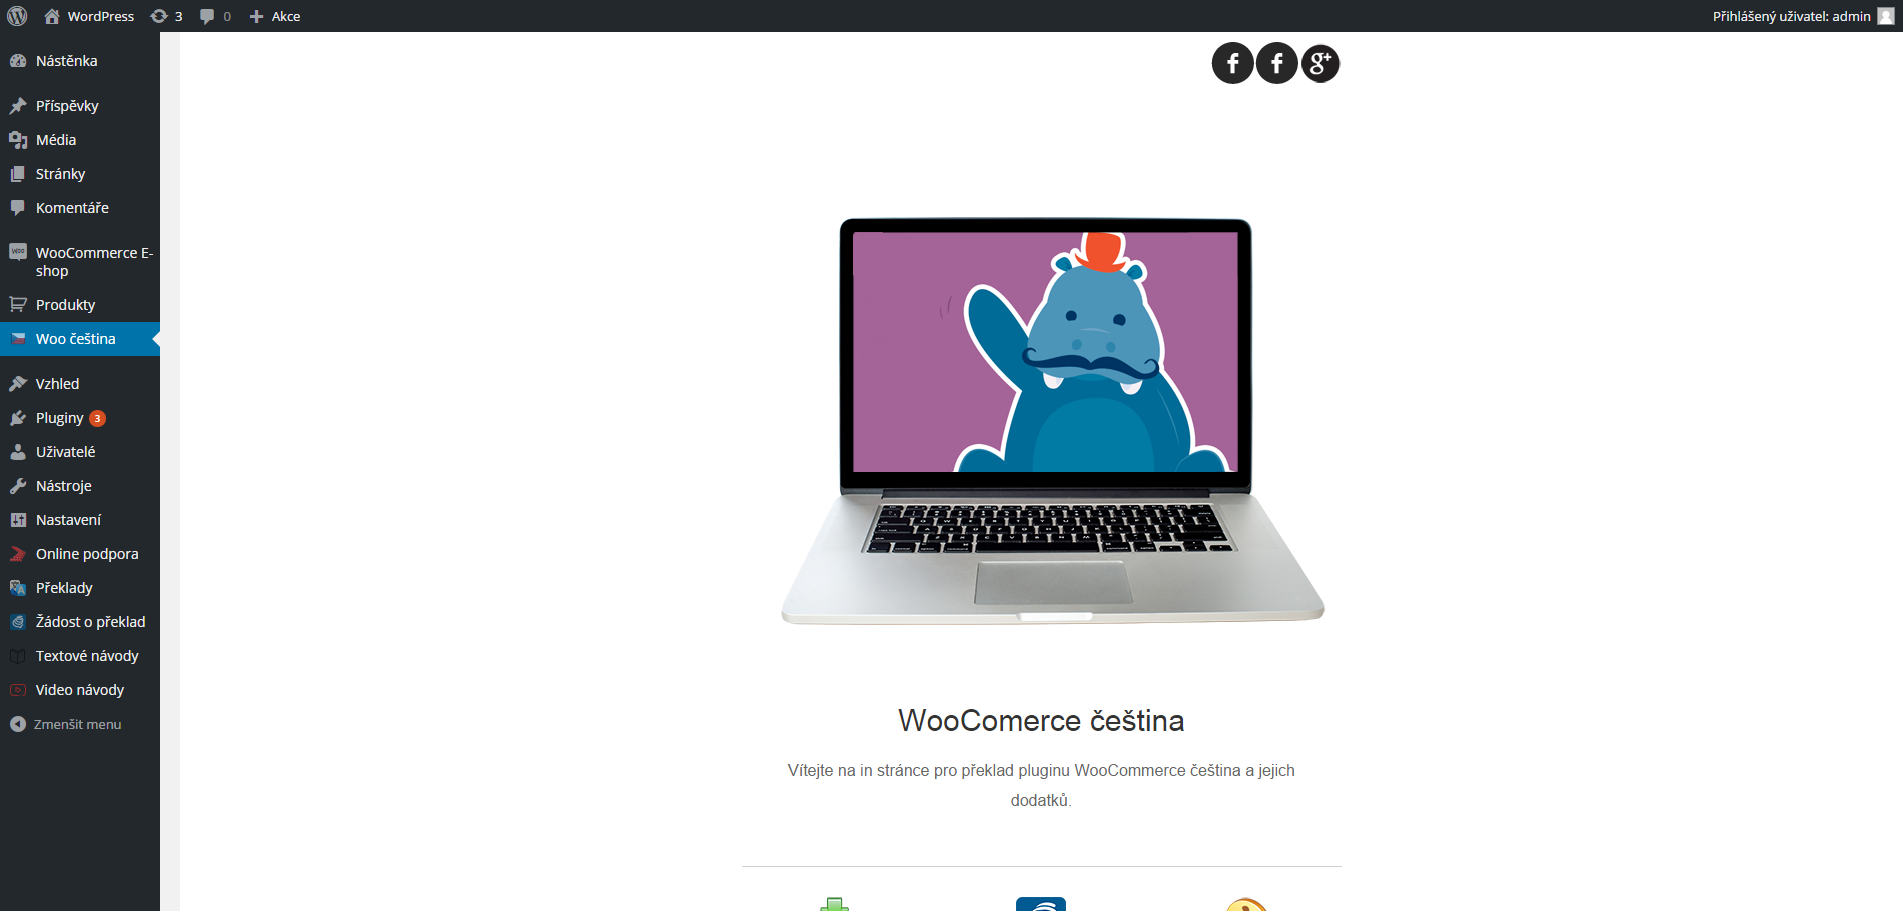 WordPress 3 0 Akce Přihlášený uživatel: admin
Nástěnka
Příspěvky
Média
Stránky
Komentáře
WooCommerce E-
shop
Produkty
Woo čeština
Vzhled
Pluginy 3
Uživatelé
Nástroje
Nastavení
Online podpora
Překlady
Žádost o překlad
Textové návody
Video návody
Zmenšit menu
WooComerce čeština
Vítejte na in stránce pro překlad pluginu WooCommerce čeština a jejich
dodatků.